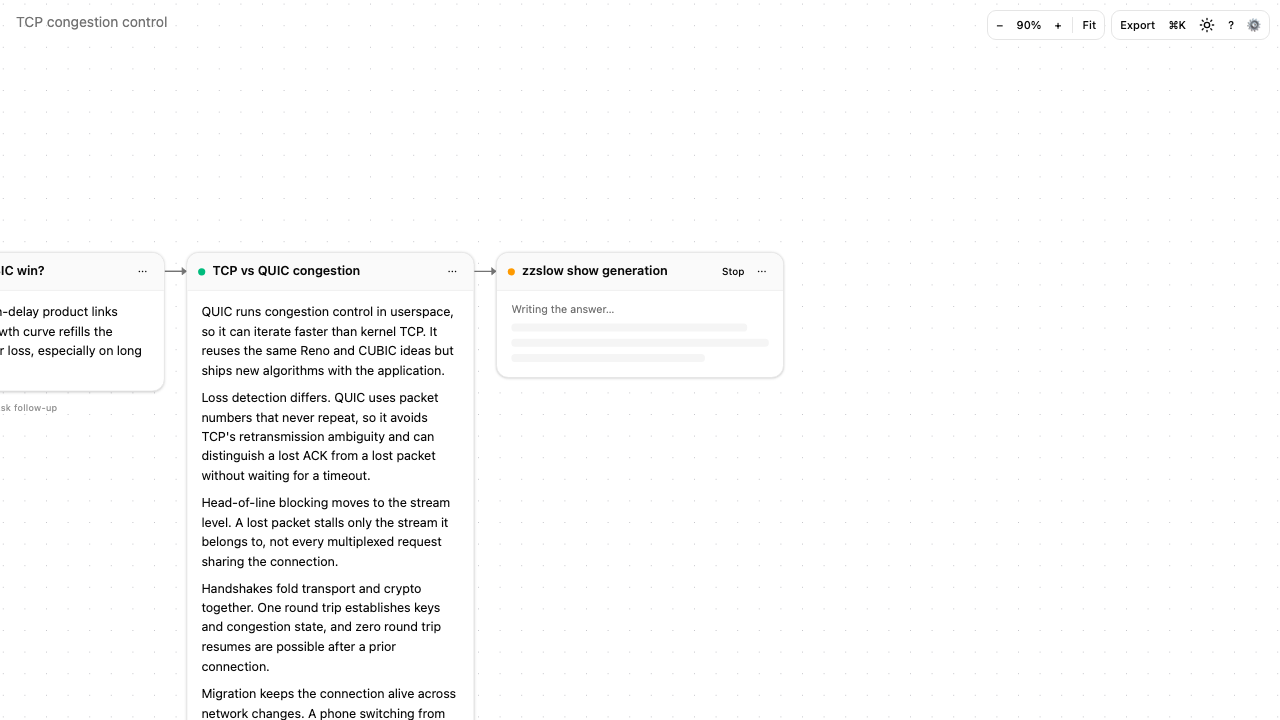 TCP congestion control
− 90% + Fit
Export ⌘K ?
IC win? ...
n-delay product links
wth curve refills the
r loss, especially on long
sk follow-up
TCP vs QUIC congestion ...
QUIC runs congestion control in userspace,
so it can iterate faster than kernel TCP. It
reuses the same Reno and CUBIC ideas but
ships new algorithms with the application.
Loss detection differs. QUIC uses packet
numbers that never repeat, so it avoids
TCP's retransmission ambiguity and can
distinguish a lost ACK from a lost packet
without waiting for a timeout.
Head-of-line blocking moves to the stream
level. A lost packet stalls only the stream it
belongs to, not every multiplexed request
sharing the connection.
Handshakes fold transport and crypto
together. One round trip establishes keys
and congestion state, and zero round trip
resumes are possible after a prior
connection.
Migration keeps the connection alive across
network changes. A phone switching from
zzslow show generation Stop ...
Writing the answer...